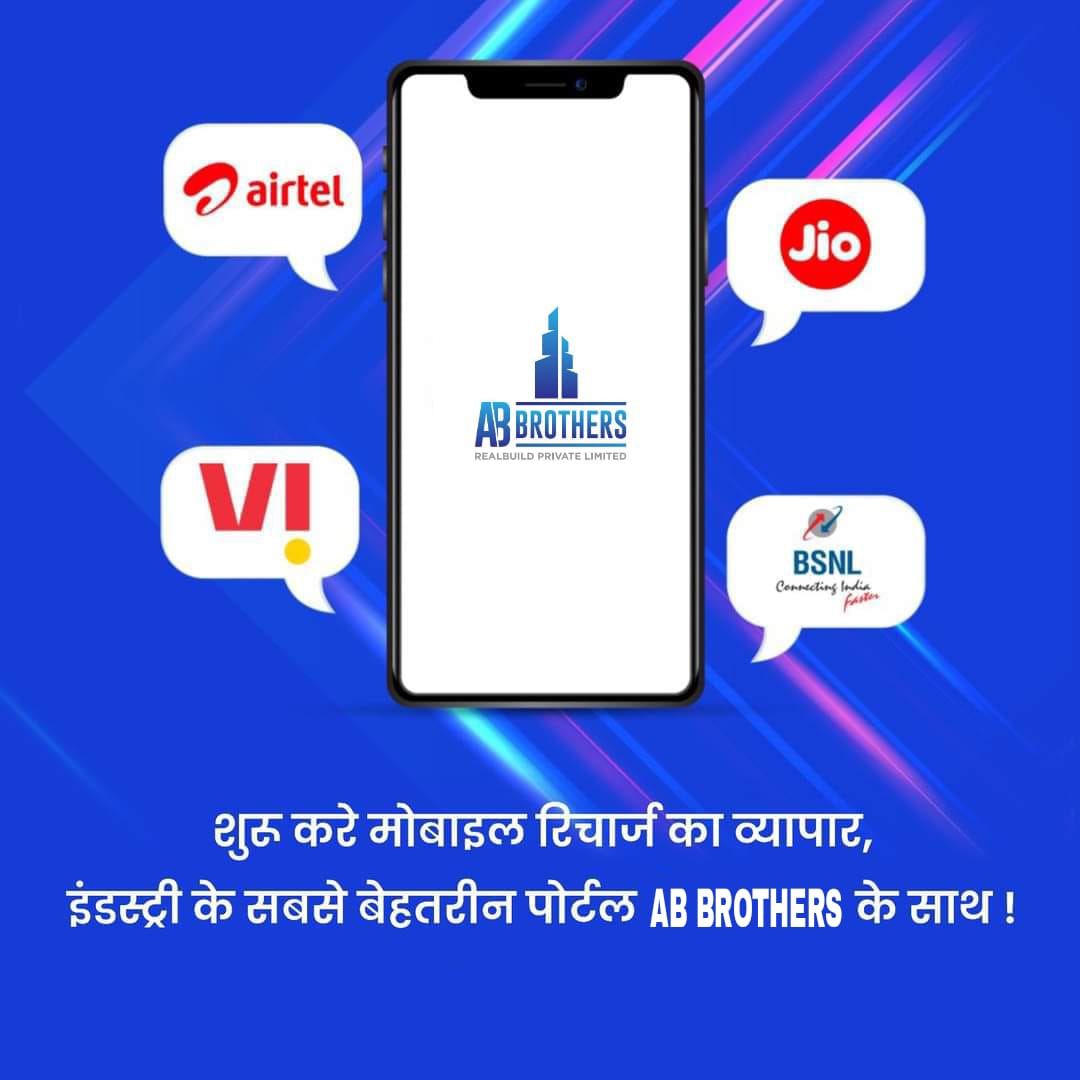 airtel
Jio
AB BROTHERS
REALBUILD PRIVATE LIMITED
VI
BSNL
Connecting India
faster
शुरू करे मोबाइल रिचार्ज का व्यापार,
इंडस्ट्री के सबसे बेहतरीन पोर्टल AB BROTHERS के साथ !